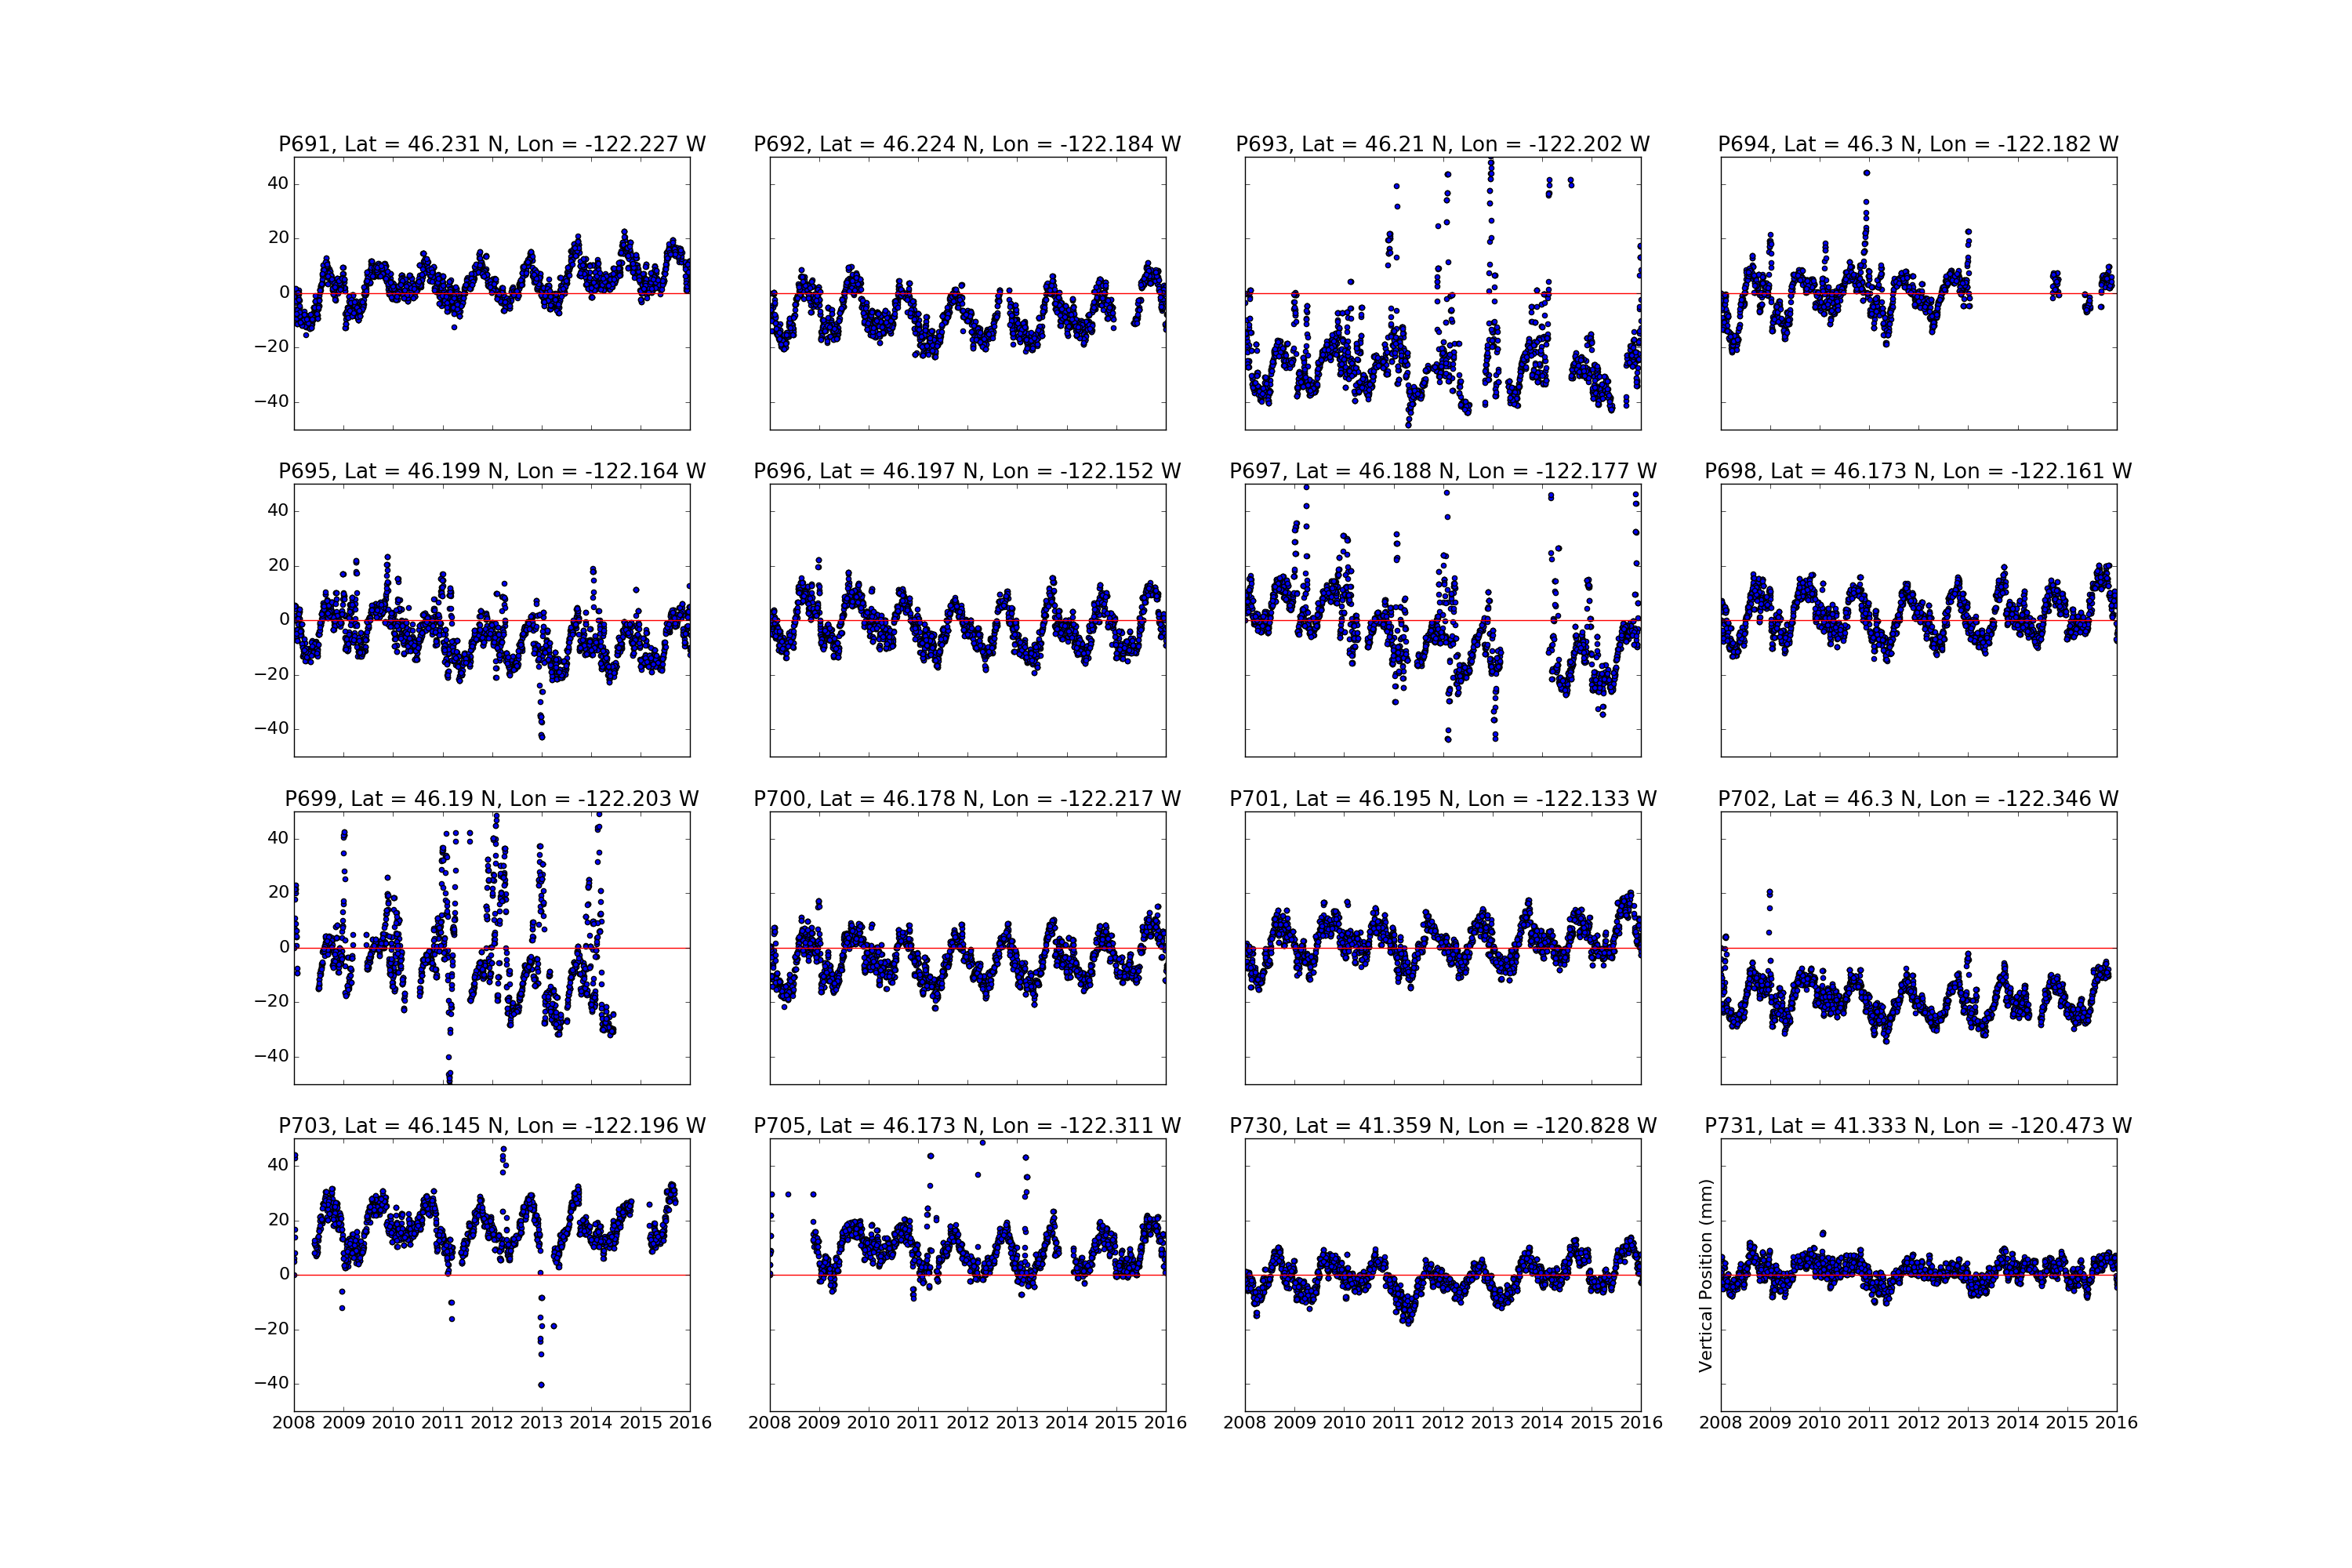 P691, Lat = 46.231 N, Lon = -122.227 W
P692, Lat = 46.224 N, Lon = -122.184 W
P693, Lat = 46.21 N, Lon = -122.202 W
P694, Lat = 46.3 N, Lon = -122.182 W
40
20
0
−20
−40
P695, Lat = 46.199 N, Lon = -122.164 W
P696, Lat = 46.197 N, Lon = -122.152 W
P697, Lat = 46.188 N, Lon = -122.177 W
P698, Lat = 46.173 N, Lon = -122.161 W
40
20
0
−20
−40
P699, Lat = 46.19 N, Lon = -122.203 W
P700, Lat = 46.178 N, Lon = -122.217 W
P701, Lat = 46.195 N, Lon = -122.133 W
P702, Lat = 46.3 N, Lon = -122.346 W
40
20
0
−20
−40
P703, Lat = 46.145 N, Lon = -122.196 W
P705, Lat = 46.173 N, Lon = -122.311 W
P730, Lat = 41.359 N, Lon = -120.828 W
P731, Lat = 41.333 N, Lon = -120.473 W
40
20
0
−20
−40
Vertical Position (mm)
2008 2009 2010 2011 2012 2013 2014 2015 2016
2008 2009 2010 2011 2012 2013 2014 2015 2016
2008 2009 2010 2011 2012 2013 2014 2015 2016
2008 2009 2010 2011 2012 2013 2014 2015 2016